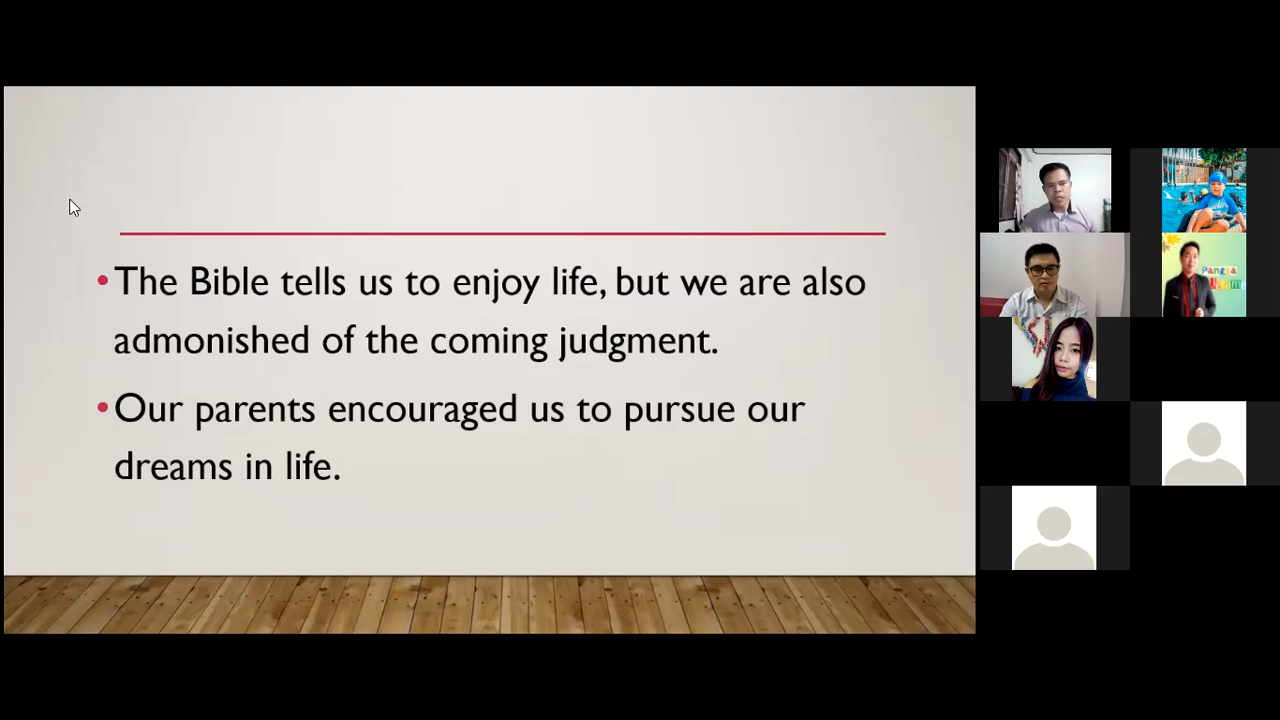 • The Bible tells us to enjoy life, but we are also
admonished of the coming judgment.
• Our parents encouraged us to pursue our
dreams in life.
Pangga